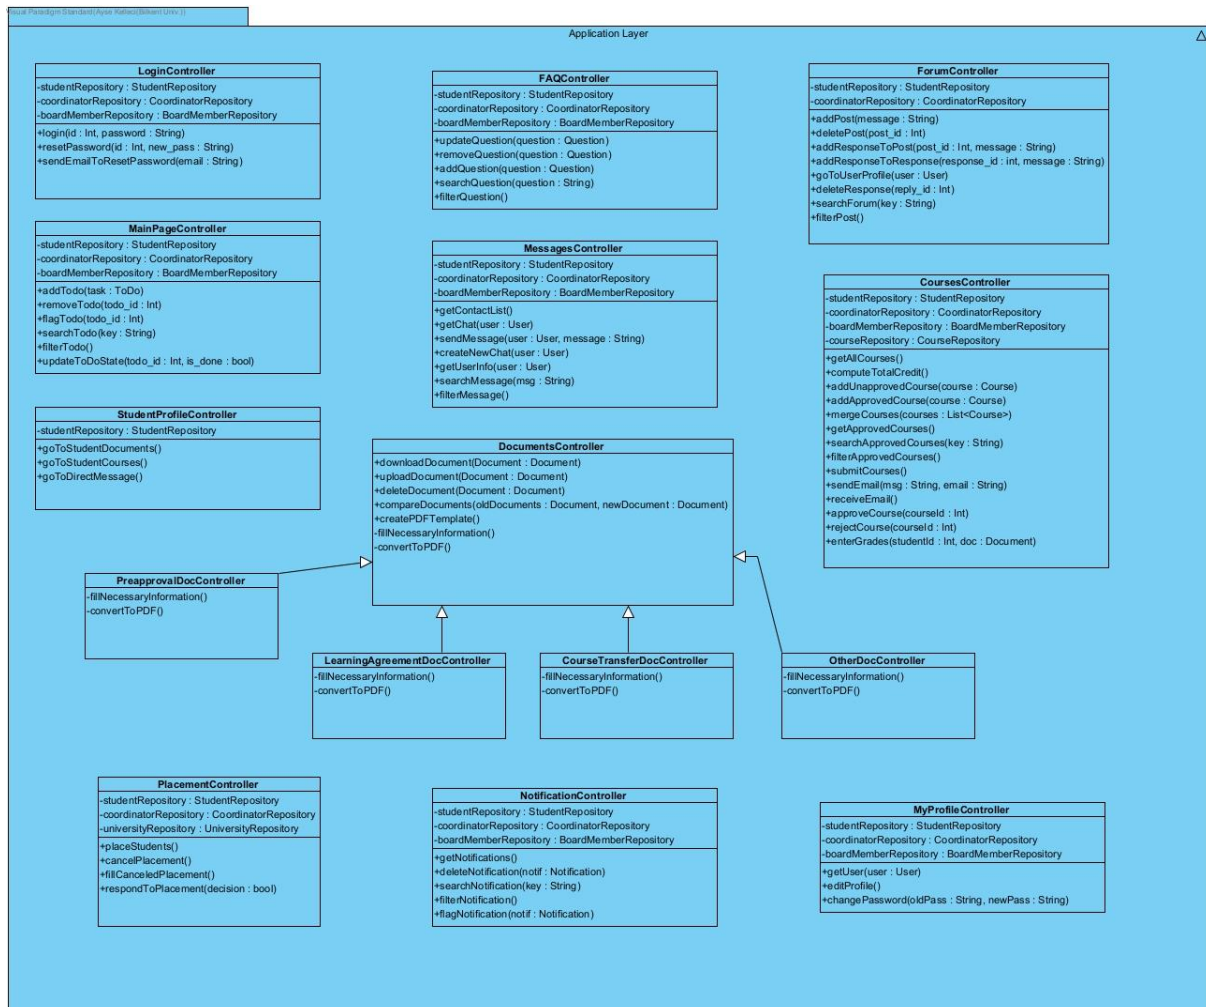 Visual Paradigm Standard(Ayse Kelleci(Bilkent Univ.))
Application Layer
LoginController
-studentRepository : StudentRepository
-coordinatorRepository : CoordinatorRepository
-boardMemberRepository : BoardMemberRepository
+login(id : Int, password : String)
+resetPassword(id : Int, new_pass : String)
+sendEmailToResetPassword(email : String)
FAQController
-studentRepository : StudentRepository
-coordinatorRepository : CoordinatorRepository
-boardMemberRepository : BoardMemberRepository
+updateQuestion(question : Question)
+removeQuestion(question : Question)
+addQuestion(question : Question)
+searchQuestion(question : String)
+filterQuestion()
ForumController
-studentRepository : StudentRepository
-coordinatorRepository : CoordinatorRepository
+addPost(message : String)
+deletePost(post_id : Int)
+addResponseToPost(post_id : Int, message : String)
+addResponseToResponse(response_id : int, message : String)
+goToUserProfile(user : User)
+deleteResponse(reply_id : Int)
+searchForum(key : String)
+filterPost()
MainPageController
-studentRepository : StudentRepository
-coordinatorRepository : CoordinatorRepository
-boardMemberRepository : BoardMemberRepository
+addTodo(task : ToDo)
+removeTodo(todo_id : Int)
+flagTodo(todo_id : Int)
+searchTodo(key : String)
+filterTodo()
+updateToDoState(todo_id : Int, is_done : bool)
MessagesController
-studentRepository : StudentRepository
-coordinatorRepository : CoordinatorRepository
-boardMemberRepository : BoardMemberRepository
+getContactList()
+getChat(user : User)
+sendMessage(user : User, message : String)
+createNewChat(user : User)
+getUserInfo(user : User)
+searchMessage(msg : String)
+filterMessage()
CoursesController
-studentRepository : StudentRepository
-coordinatorRepository : CoordinatorRepository
-boardMemberRepository : BoardMemberRepository
-courseRepository : CourseRepository
+getAllCourses()
+computeTotalCredit()
+addUnapprovedCourse(course : Course)
+addApprovedCourse(course : Course)
+mergeCourses(courses : List<Course>)
+getApprovedCourses()
+searchApprovedCourses(key : String)
+filterApprovedCourses()
+submitCourses()
+sendEmail(msg : String, email : String)
+receiveEmail()
+approveCourse(courseId : Int)
+rejectCourse(courseId : Int)
+enterGrades(studentId : Int, doc : Document)
StudentProfileController
-studentRepository : StudentRepository
+goToStudentDocuments()
+goToStudentCourses()
+goToDirectMessage()
DocumentsController
+downloadDocument(Document : Document)
+uploadDocument(Document : Document)
+deleteDocument(Document : Document)
+compareDocuments(oldDocuments : Document, newDocument : Document)
+createPDFTemplate()
-fillNecessaryInformation()
-convertToPDF()
PreapprovalDocController
-fillNecessaryInformation()
-convertToPDF()
LearningAgreementDocController
-fillNecessaryInformation()
-convertToPDF()
CourseTransferDocController
-fillNecessaryInformation()
-convertToPDF()
OtherDocController
-fillNecessaryInformation()
-convertToPDF()
PlacementController
-studentRepository : StudentRepository
-coordinatorRepository : CoordinatorRepository
-universityRepository : UniversityRepository
+placeStudents()
+cancelPlacement()
+fillCanceledPlacement()
+respondToPlacement(decision : bool)
NotificationController
-studentRepository : StudentRepository
-coordinatorRepository : CoordinatorRepository
-boardMemberRepository : BoardMemberRepository
+getNotifications()
+deleteNotification(notif : Notification)
+searchNotification(key : String)
+filterNotification()
+flagNotification(notif : Notification)
MyProfileController
-studentRepository : StudentRepository
-coordinatorRepository : CoordinatorRepository
-boardMemberRepository : BoardMemberRepository
+getUser(user : User)
+editProfile()
+changePassword(oldPass : String, newPass : String)